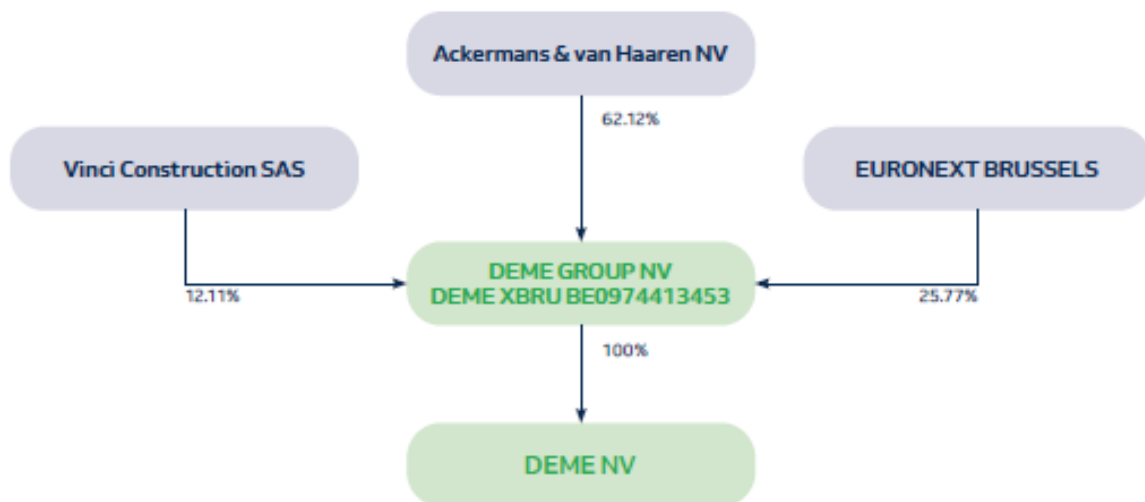 Ackermans & van Haaren NV
62.12%
Vinci Construction SAS
EURONEXT BRUSSELS
DEME GROUP NV
DEME XBRU BE0974413453
12.11%
25.77%
100%
DEME NV